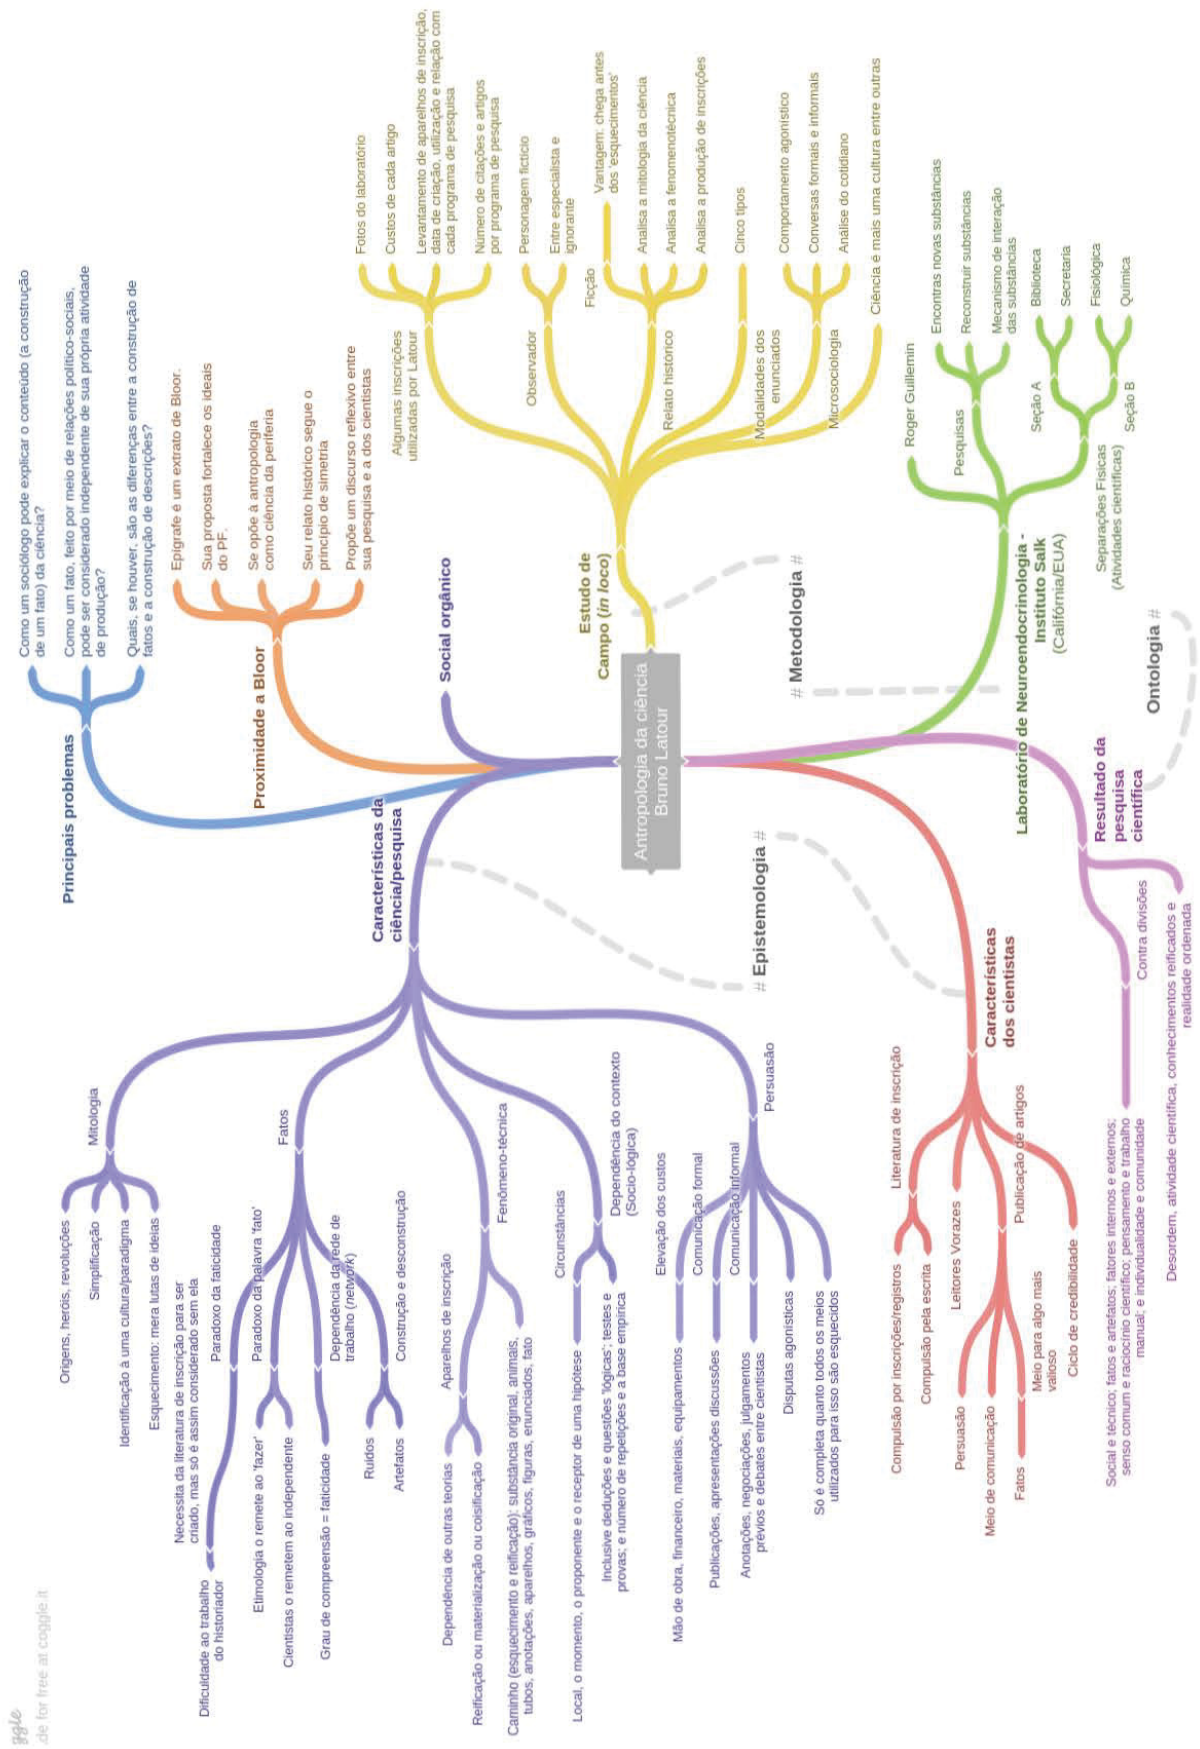 Antropologia da ciência
Bruno Latour
Principais problemas
Como um sociólogo pode explicar o conteúdo (a construção
de um fato) da ciência?
Como um fato, feito por meio de relações político-sociais,
pode ser considerado independente de sua própria atividade
de produção?
Quais, se houver, são as diferenças entre a construção de
fatos e a construção de descrições?
Proximidade a Bloor
Epígrafe é um extrato de Bloor.
Sua proposta fortalece os ideais
do PF.
Se opõe à antropologia
como ciência da periferia
Seu relato histórico segue o
princípio de simetria
Propõe um discurso reflexivo entre
sua pesquisa e a dos cientistas
Social orgânico
Características da
ciência/pesquisa
Mitologia
Origens, heróis, revoluções
Simplificação
Identificação à uma cultura/paradigma
Esquecimento: mera lutas de ideias
Fatos
Paradoxo da faticidade
Necessita da literatura de inscrição para ser
criado, mas só é assim considerado sem ela
Dificuldade ao trabalho
do historiador
Paradoxo da palavra 'fato'
Etimologia o remete ao 'fazer'
Cientistas o remetem ao independente
Dependência da rede de
trabalho (network)
Grau de compreensão = faticidade
Construção e desconstrução
Ruídos
Artefatos
Fenômeno-técnica
Aparelhos de inscrição
Dependência de outras teorias
Reificação ou materialização ou coisificação
Caminho (esquecimento e reificação): substância original, animais,
tubos, anotações, aparelhos, gráficos, figuras, enunciados, fato
Dependência do contexto
(Socio-lógica)
Circunstâncias
Local, o momento, o proponente e o receptor de uma hipótese
Inclusive deduções e questões 'lógicas'; testes e
provas; e número de repetições e a base empírica
Persuasão
Elevação dos custos
Mão de obra, financeiro, materiais, equipamentos
Comunicação formal
Publicações, apresentações discussões
Comunicação informal
Anotações, negociações, julgamentos
prévios e debates entre cientistas
Disputas agonísticas
Só é completa quanto todos os meios
utilizados para isso são esquecidos
Estudo de
Campo (in loco)
Algumas inscrições
utilizadas por Latour
Fotos do laboratório
Custos de cada artigo
Levantamento de aparelhos de inscrição,
data de criação, utilização e relação com
cada programa de pesquisa
Número de citações e artigos
por programa de pesquisa
Observador
Personagem fictício
Entre especialista e
ignorante
Relato histórico
Ficção
Vantagem: chega antes
dos 'esquecimentos'
Analisa a mitologia da ciência
Analisa a fenomenotécnica
Analisa a produção de inscrições
Modalidades dos
enunciados
Cinco tipos
Microssociologia
Comportamento agonístico
Conversas formais e informais
Análise do cotidiano
Ciência é mais uma cultura entre outras
# Metodologia #
Laboratório de Neuroendocrinologia -
Instituto Salk
(Califórnia/EUA)
Roger Guillemin
Pesquisas
Encontras novas substâncias
Reconstruir substâncias
Mecanismo de interação
das substâncias
Separações Físicas
(Atividades científicas)
Seção A
Biblioteca
Secretaria
Seção B
Fisiológica
Química
Ontologia #
Resultado da
pesquisa
científica
Contra divisões
Social e técnico; fatos e artefatos; fatores internos e externos;
senso comum e raciocínio científico; pensamento e trabalho
manual; e individualidade e comunidade
Desordem, atividade científica, conhecimentos reificados e
realidade ordenada
# Epistemologia #
Características
dos cientistas
Literatura de inscrição
Compulsão por inscrições/registros
Compulsão pela escrita
Leitores Vorazes
Publicação de artigos
Persuasão
Meio de comunicação
Meio para algo mais
valioso
Fatos
Ciclo de credibilidade
ggle
de for free at coggle.it